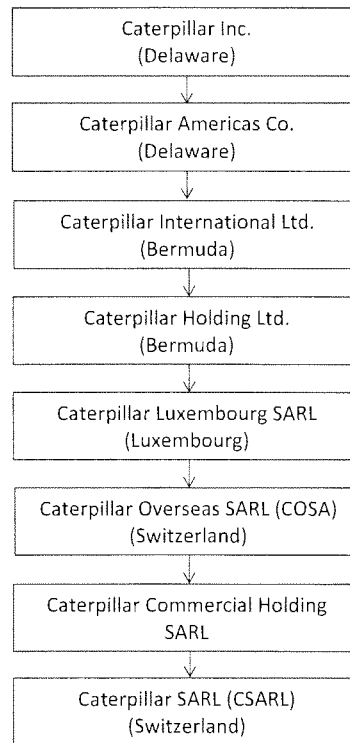 Caterpillar Inc.
(Delaware)
Caterpillar Americas Co.
(Delaware)
Caterpillar International Ltd.
(Bermuda)
Caterpillar Holding Ltd.
(Bermuda)
Caterpillar Luxembourg SARL
(Luxembourg)
Caterpillar Overseas SARL (COSA)
(Switzerland)
Caterpillar Commercial Holding
SARL
Caterpillar SARL (CSARL)
(Switzerland)